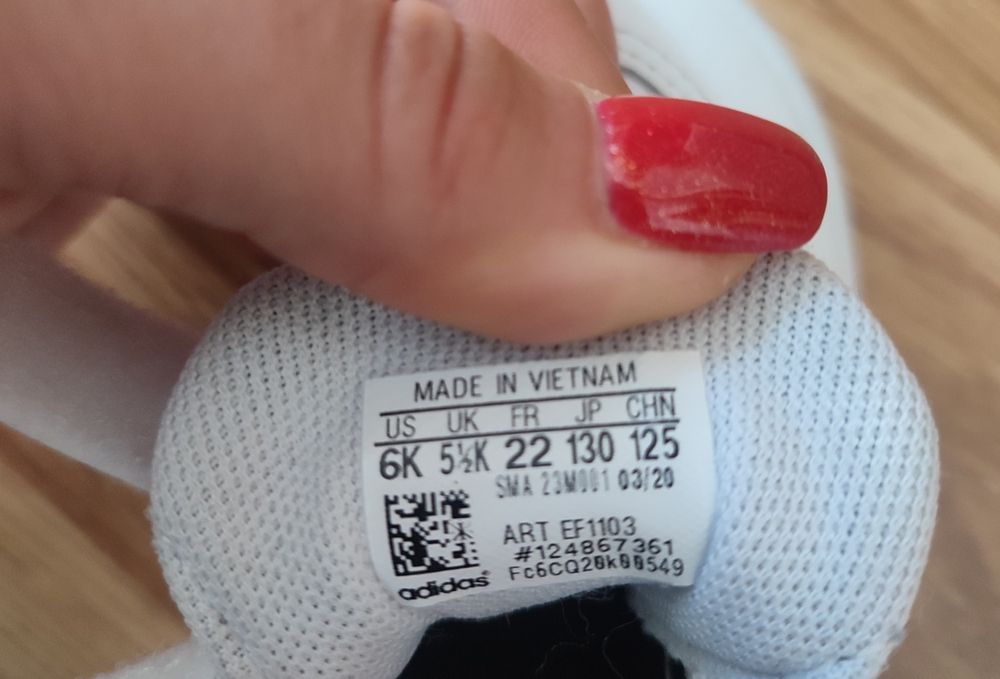 MADE IN VIETNAM
US UK FR JP CHN
6K 5½K 22 130 125
SMA 23M001 03/20
ART EF1103
#124867361
Fc6CQ20k00549
adidas